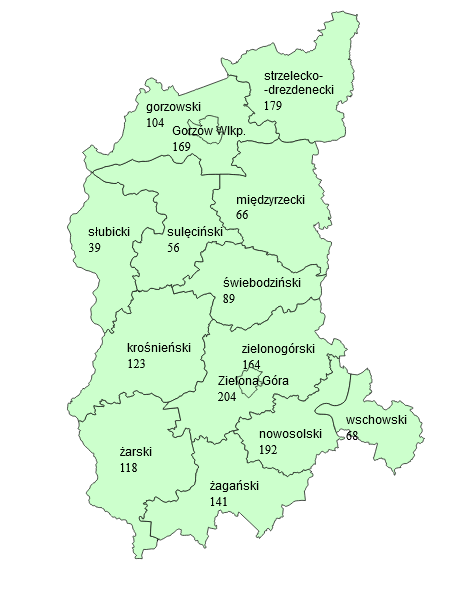 strzelecko-
-drezdenecki
179
gorzowski
104
Gorzów Wlkp.
169
międzyrzecki
66
słubicki
39
sulęciński
56
świebodziński
89
krośnieński
123
zielonogórski
164
Zielona Góra
204
wschowski
68
nowosolski
192
żarski
118
żagański
141